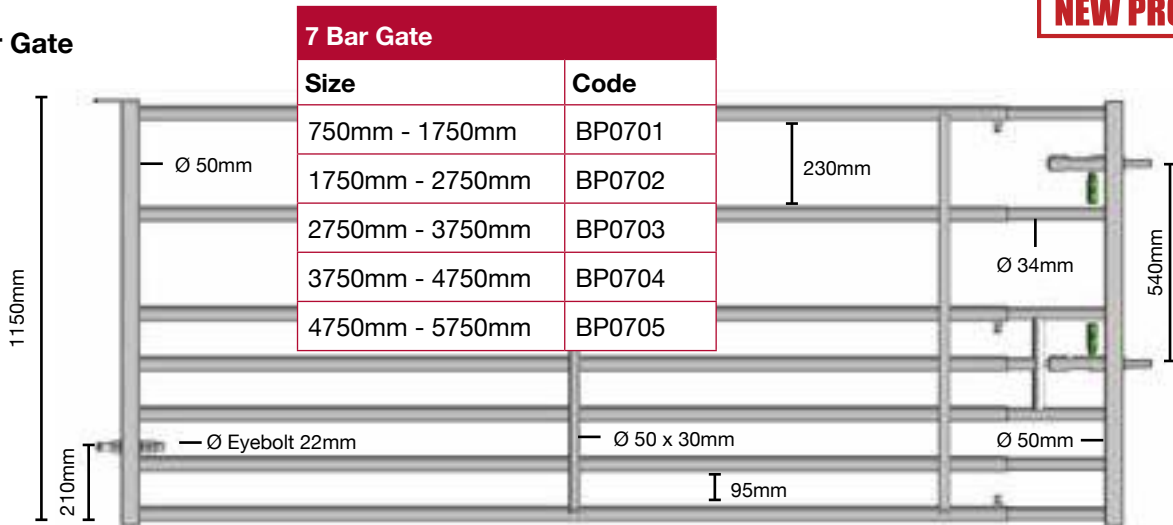 Gate
NEW
7 Bar Gate
Size Code
750mm - 1750mm BP0701
1750mm - 2750mm BP0702
2750mm - 3750mm BP0703
3750mm - 4750mm BP0704
4750mm - 5750mm BP0705
1150mm
Ø 50mm
230mm
Ø 34mm
540mm
Ø Eyebolt 22mm
Ø 50 x 30mm
Ø 50mm
210mm
95mm